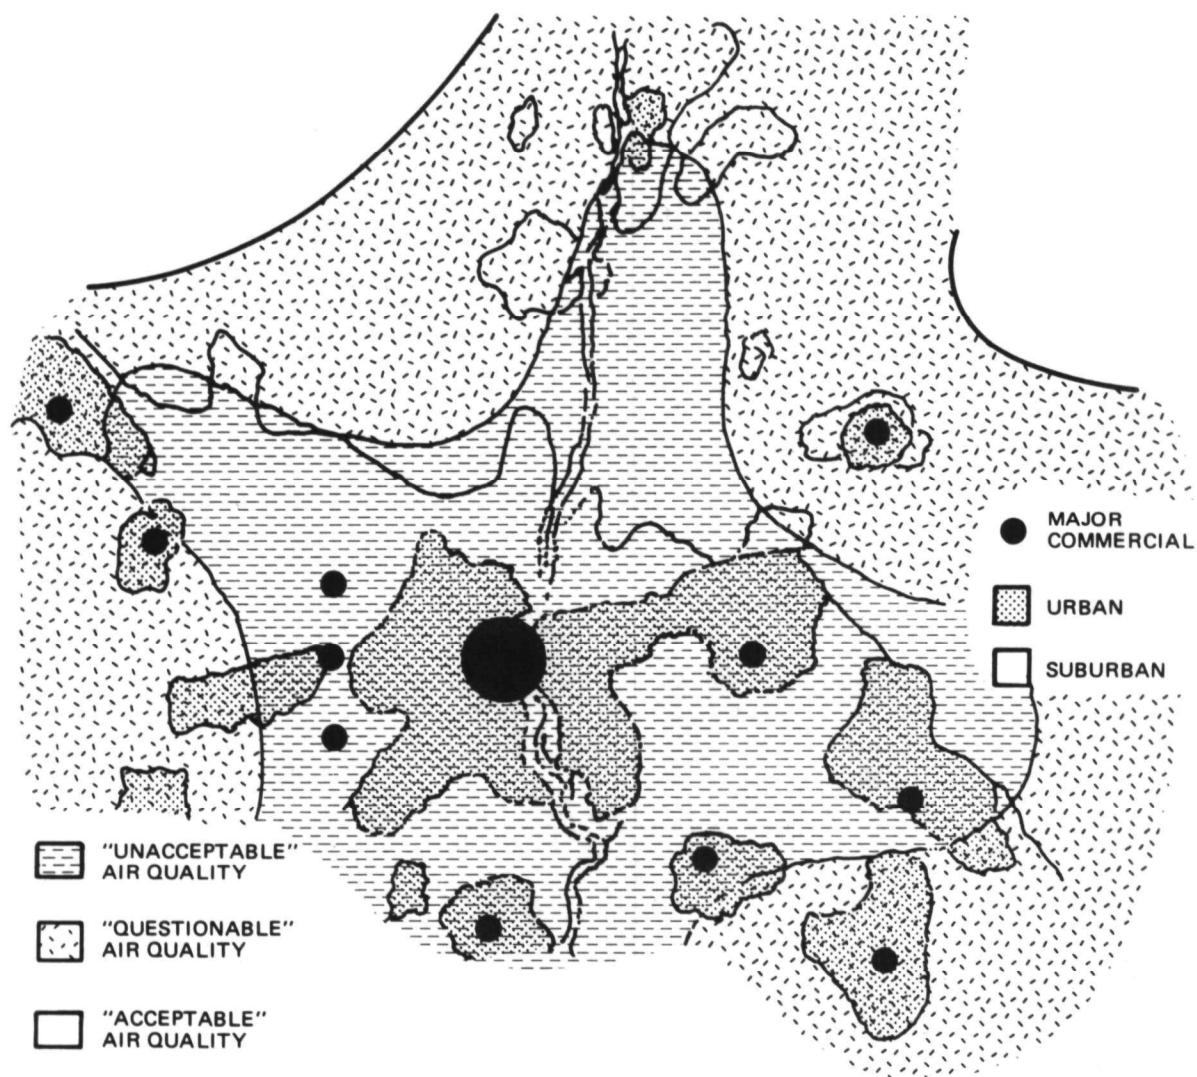 MAJOR
COMMERCIAL
URBAN
SUBURBAN
"UNACCEPTABLE"
AIR QUALITY
"QUESTIONABLE"
AIR QUALITY
"ACCEPTABLE"
AIR QUALITY